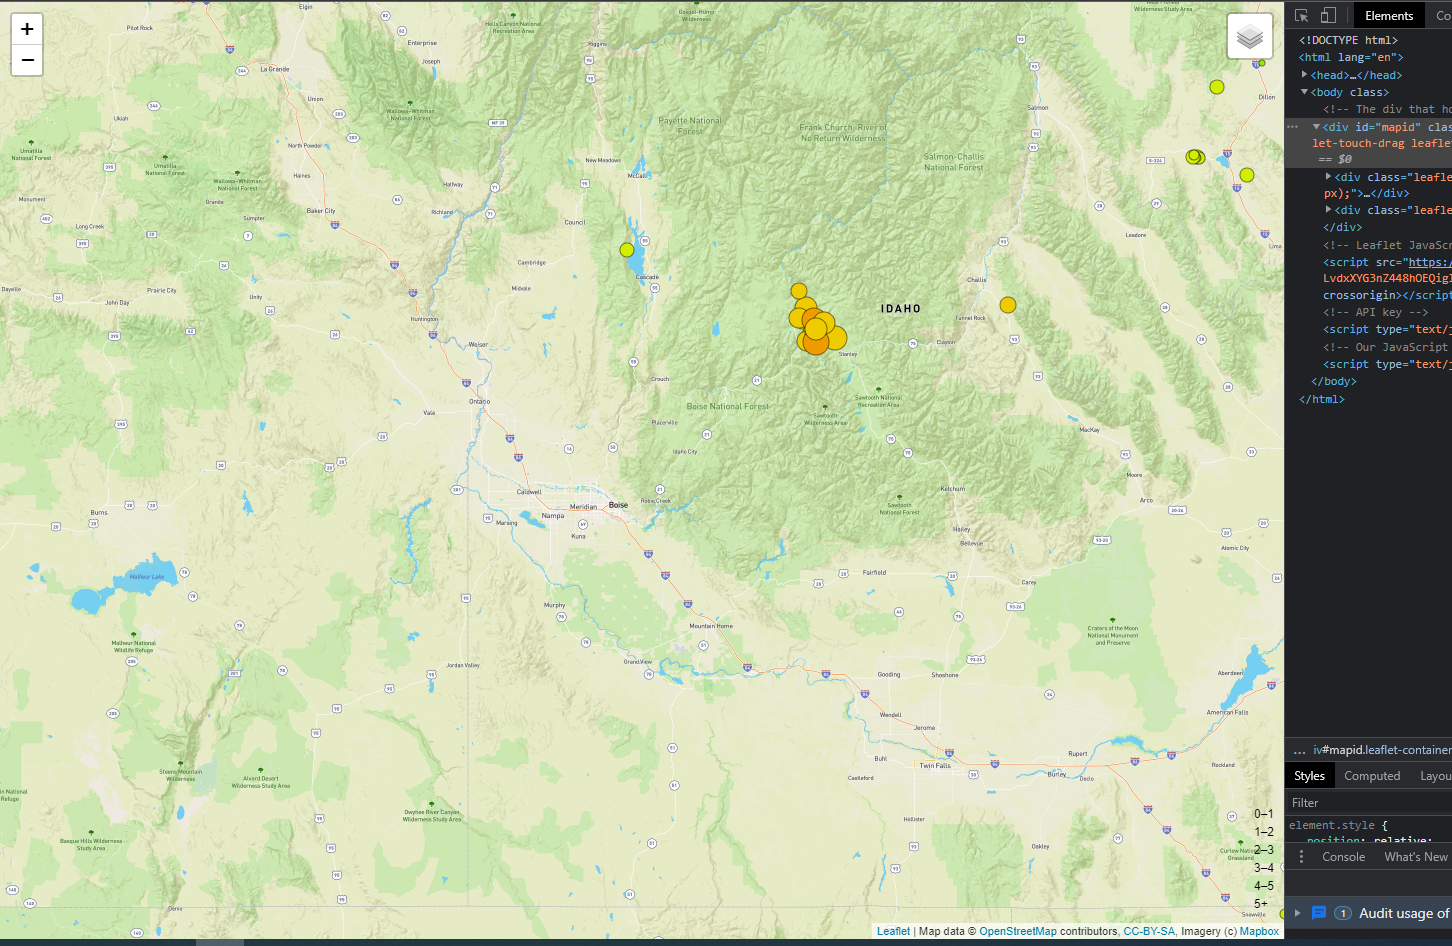 +
−
Elgin
Pilot Rock
La Grande
Enterprise
Joseph
Hells Canyon National
Recreation Area
Riggins
Gospel-Hump
Wilderness
Wilderness Study Area
Salmon
Dillon
Union
Ukiah
Wallowa–Whitman
National Forest
Payette National
Forest
Frank Church-River of
No Return Wilderness
Umatilla
National Forest
Umatilla
National Forest
North Powder
Haines
New Meadows
McCall
Salmon-Challis
National Forest
Wallowa–Whitman
National Forest
Halfway
Monument
Granite
Sumpter
Baker City
Richland
Council
Leadore
Long Creek
Lima
Cambridge
Cascade
Dayville
Prairie City
John Day
Unity
Midvale
Challis
IDAHO
Huntington
Tunnel Rock
Weiser
Clayton
Stanley
Crouch
Ontario
Vale
Boise National Forest
Sawtooth National
Recreation Area
Sawtooth
Wilderness Area
Placerville
MacKay
Idaho City
Moore
Caldwell
Meridian
Boise
Robie Creek
Ketchum
Arco
Burns
Nampa
Marsing
Kuna
Sawtooth
National Forest
Hailey
Bellevue
Atomic City
Malheur Lake
Fairfield
Carey
Murphy
Mountain Home
Craters of the Moon
National Monument
and Preserve
Malheur National
Wildlife Refuge
Jordan Valley
Grand View
Gooding
Shoshone
Aberdeen
American Falls
Wendell
Jerome
Steens Mountain
Wilderness
Alvord Desert
Wilderness Study Area
Buhl
Twin Falls
Rupert
Burley
Declo
Rockland
Castleford
Owyhee River Canyon
Wilderness Study Area
Hollister
Oakley
Basque Hills Wilderness
Study Area
Denio
Snowville
0–1
1–2
2–3
3–4
4–5
5+
Leaflet | Map data © OpenStreetMap contributors, CC-BY-SA, Imagery (c) Mapbox
Elements
Co
<!DOCTYPE html>
<html lang="en">
<head>…</head>
<body class>
<!-- The div that ho
<div id="mapid" clas
let-touch-drag leaflet
== $0
<div class="leafle
px);">…</div>
<div class="leafle
</div>
<!-- Leaflet JavaScr
<script src="https:/
LvdxXYG3nZ448hOEQigI
crossorigin></script
<!-- API key -->
<script type="text/j
<!-- Our JavaScript
<script type="text/j
</body>
</html>
… iv#mapid.leaflet-container
Styles Computed Layou
Filter
element.style {
position: relative;
Console What's New
1 Audit usage of